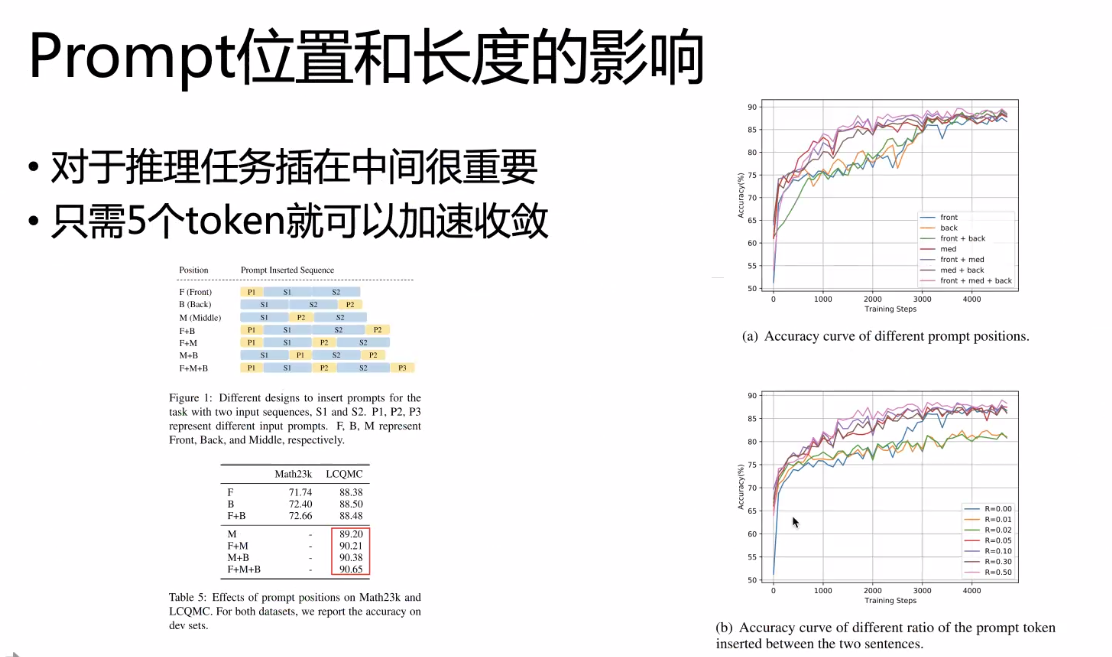 Prompt位置和长度的影响
• 对于推理任务插在中间很重要
• 只需5个token就可以加速收敛
Position Prompt Inserted Sequence
F (Front) P1 S1 S2
B (Back) S1 S2 P2
M (Middle) S1 P2 S2
F+B P1 S1 S2 P2
F+M P1 S1 P2 S2
M+B S1 P1 S2 P2
F+M+B P1 S1 P2 S2 P3
Figure 1: Different designs to insert prompts for the
task with two input sequences, S1 and S2. P1, P2, P3
represent different input prompts. F, B, M represent
Front, Back, and Middle, respectively.
Math23k LCQMC
F 71.74 88.38
B 72.40 88.50
F+B 72.66 88.48
M - 89.20
F+M - 90.21
M+B - 90.38
F+M+B - 90.65
Table 5: Effects of prompt positions on Math23k and
LCQMC. For both datasets, we report the accuracy on
dev sets.
90
85
80
75
70
65
60
55
50
Accuracy(%)
front
back
front + back
med
front + med
med + back
front + med + back
0 1000 2000 3000 4000
Training Steps
(a) Accuracy curve of different prompt positions.
90
85
80
75
70
65
60
55
50
Accuracy(%)
R=0.00
R=0.01
R=0.02
R=0.05
R=0.10
R=0.30
R=0.50
0 1000 2000 3000 4000
Training Steps
(b) Accuracy curve of different ratio of the prompt token
inserted between the two sentences.